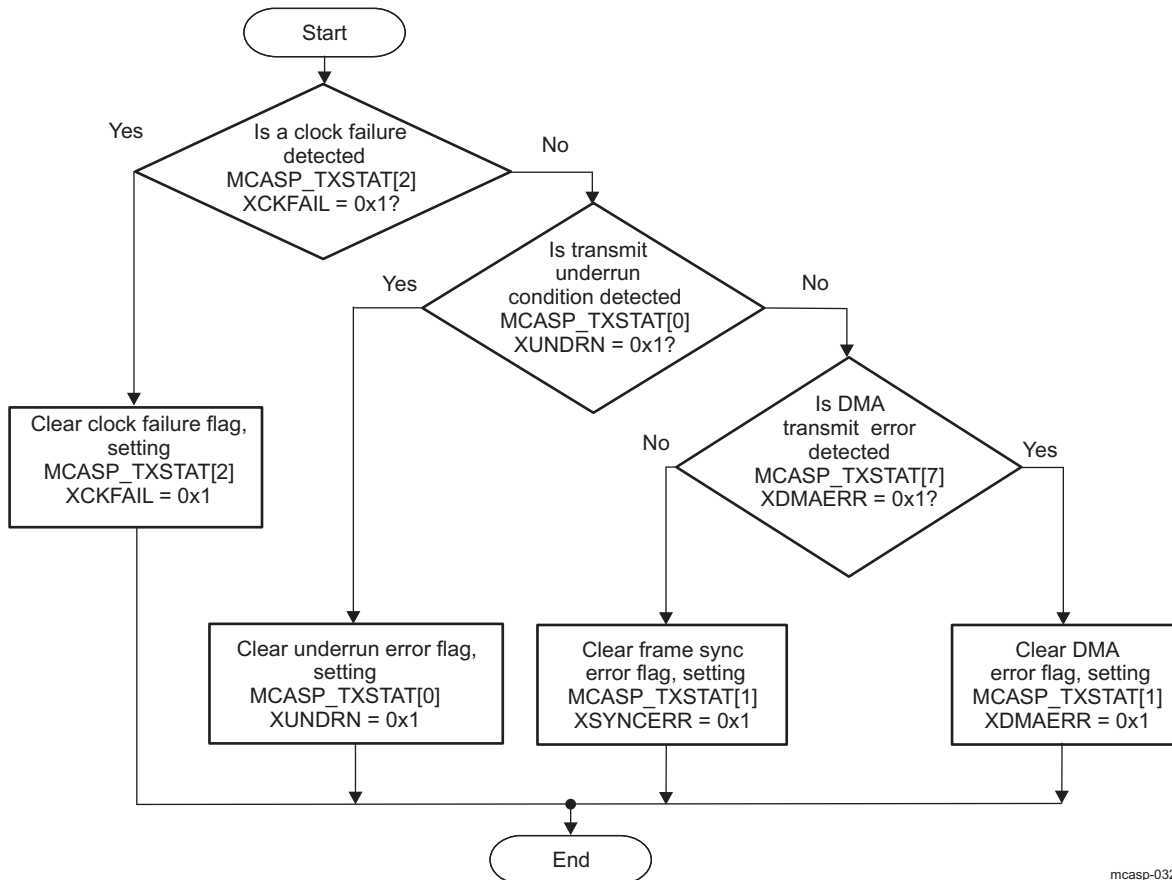 Start
Yes
Is a clock failure
detected
MCASP_TXSTAT[2]
XCKFAIL = 0x1?
No
Yes
Is transmit
underrun
condition detected
MCASP_TXSTAT[0]
XUNDRN = 0x1?
No
Clear clock failure flag,
setting
MCASP_TXSTAT[2]
XCKFAIL = 0x1
No
Is DMA
transmit error
detected
MCASP_TXSTAT[7]
XDMAERR = 0x1?
Yes
Clear underrun error flag,
setting
MCASP_TXSTAT[0]
XUNDRN = 0x1
Clear frame sync
error flag, setting
MCASP_TXSTAT[1]
XSYNCERR = 0x1
Clear DMA
error flag, setting
MCASP_TXSTAT[1]
XDMAERR = 0x1
End
mcasp-032